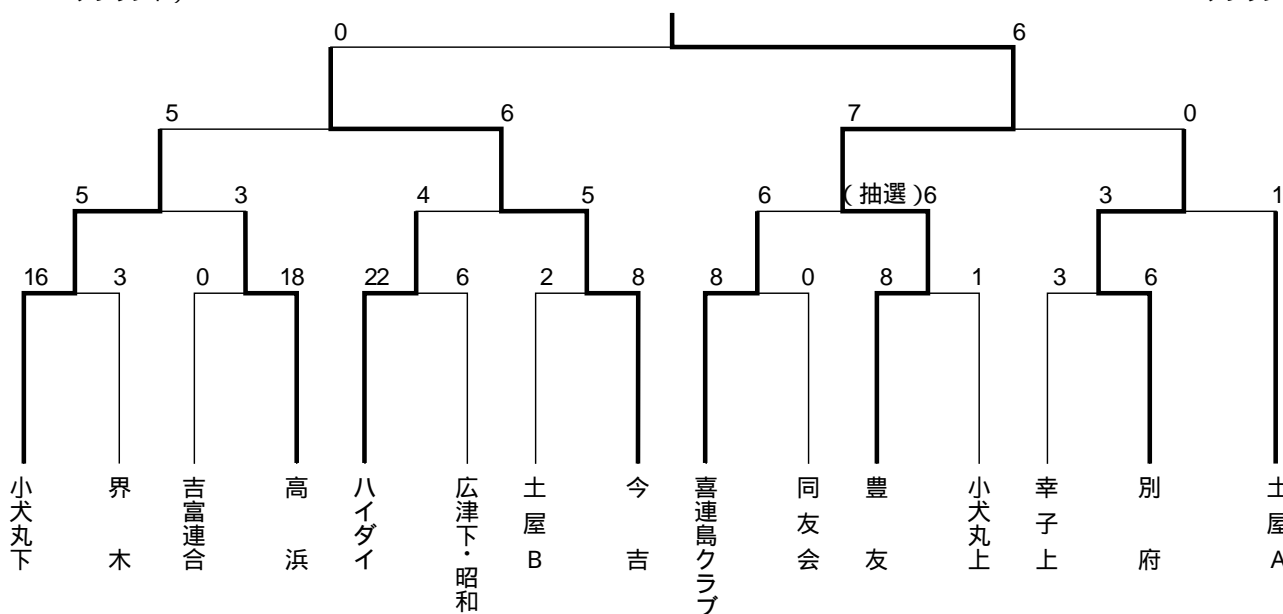 0 6
5 6 7 0
5 3 4 5 6 (抽選)6 3 1
16 3 0 18 22 6 2 8 8 0 8 1 3 6
小犬丸下
界木
吉富連合
高浜
ハイダイ
広津下・昭和
土屋B
今吉
喜連島クラブ
同友会
豊友
小犬丸上
幸子上
別府
土屋A